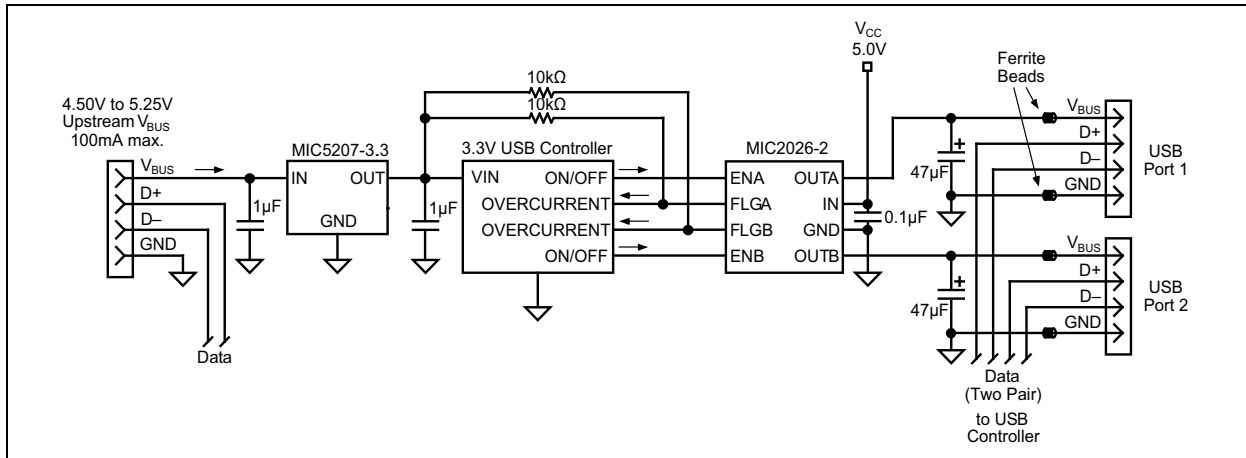 4.50V to 5.25V
Upstream VBUS
100mA max.
VBUS
D+
D–
GND
Data
1µF
MIC5207-3.3
IN
OUT
GND
1µF
10kΩ
10kΩ
3.3V USB Controller
VIN
ON/OFF
OVERCURRENT
OVERCURRENT
ON/OFF
MIC2026-2
ENA
OUTA
FLGA
IN
FLGB
GND
ENB
OUTB
VCC
5.0V
0.1µF
Ferrite
Beads
47µF
VBUS
D+
D–
GND
USB
Port 1
47µF
VBUS
D+
D–
GND
USB
Port 2
Data
(Two Pair)
to USB
Controller